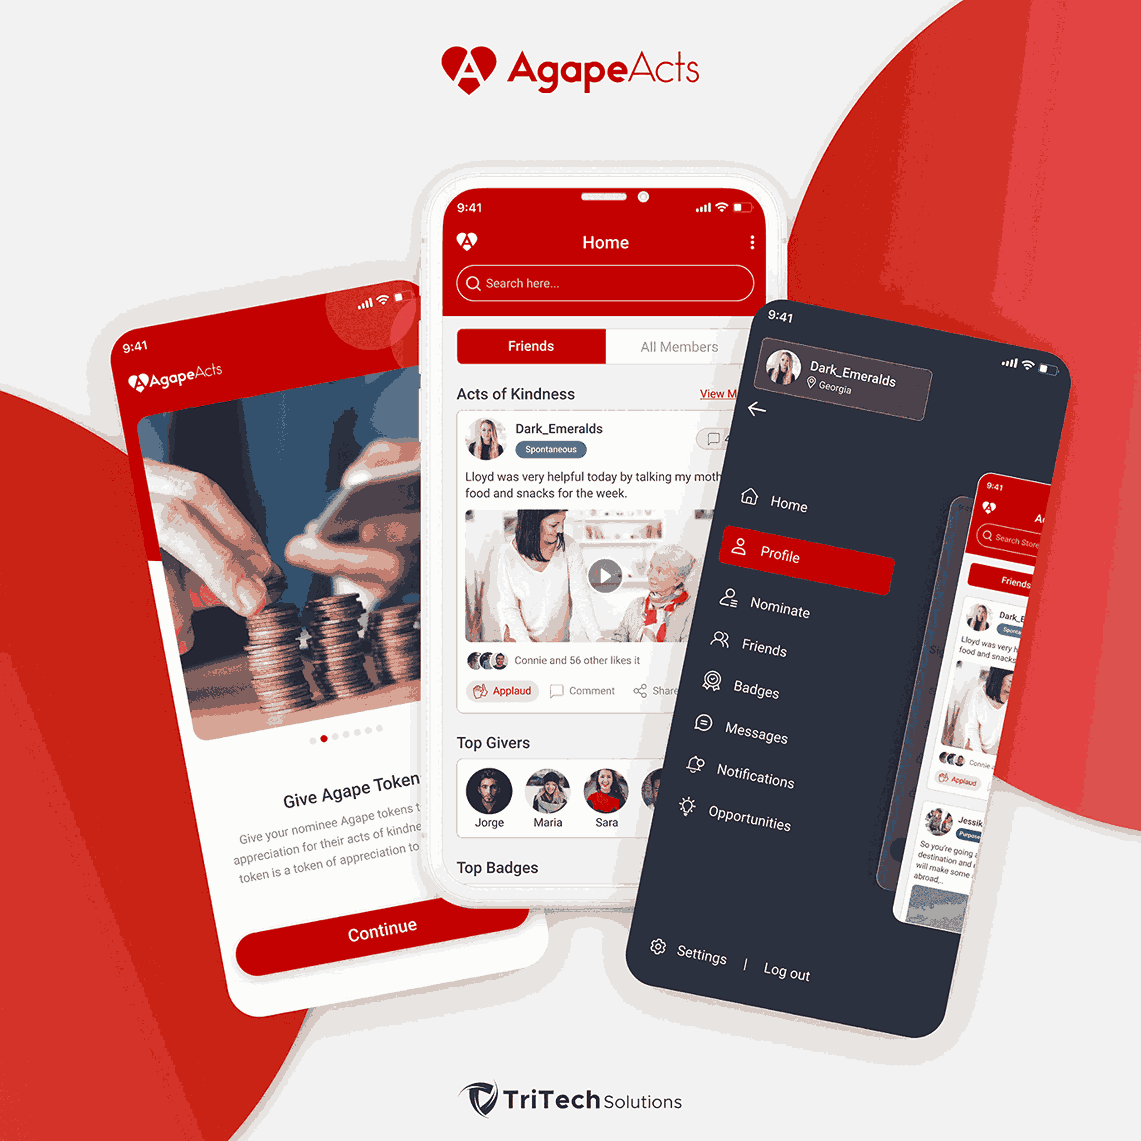 AgapeActs
9:41
AgapeActs
Give Agape Token
Give your nominee Agape tokens t
appreciation for their acts of kindne
token is a token of appreciation to
Continue
9:41
Home
Search here...
Friends
All Members
Acts of Kindness
View M
Dark_Emeralds
Spontaneous
4
Lloyd was very helpful today by talking my moth
food and snacks for the week.
Connie and 56 other likes it
Applaud
Comment
Share
Top Givers
Jorge
Maria
Sara
Top Badges
9:41
Dark_Emeralds
Georgia
Home
Profile
Nominate
Friends
Badges
Messages
Notifications
Opportunities
Settings | Log out
9:41
Search Store
Friends
Dark_E
Sponta
Lloyd was very h
food and snacks
Connie
Applaud
Jessik
Purpose
So you're going
destination and
will make some
abroad,..
TriTech Solutions